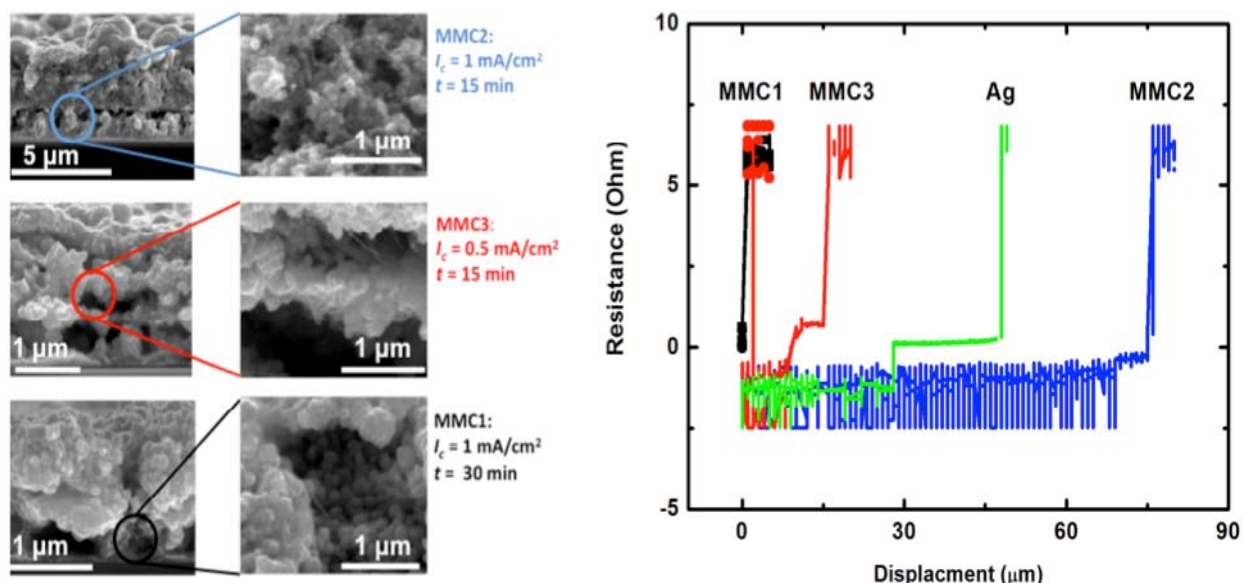 MMC2:
I_c = 1 mA/cm²
t = 15 min
5 µm
1 µm
MMC3:
I_c = 0.5 mA/cm²
t = 15 min
1 µm
1 µm
MMC1:
I_c = 1 mA/cm²
t = 30 min
1 µm
1 µm
10
5
0
-5
Resistance (Ohm)
MMC1 MMC3 Ag MMC2
0 30 60 90
Displacment (µm)